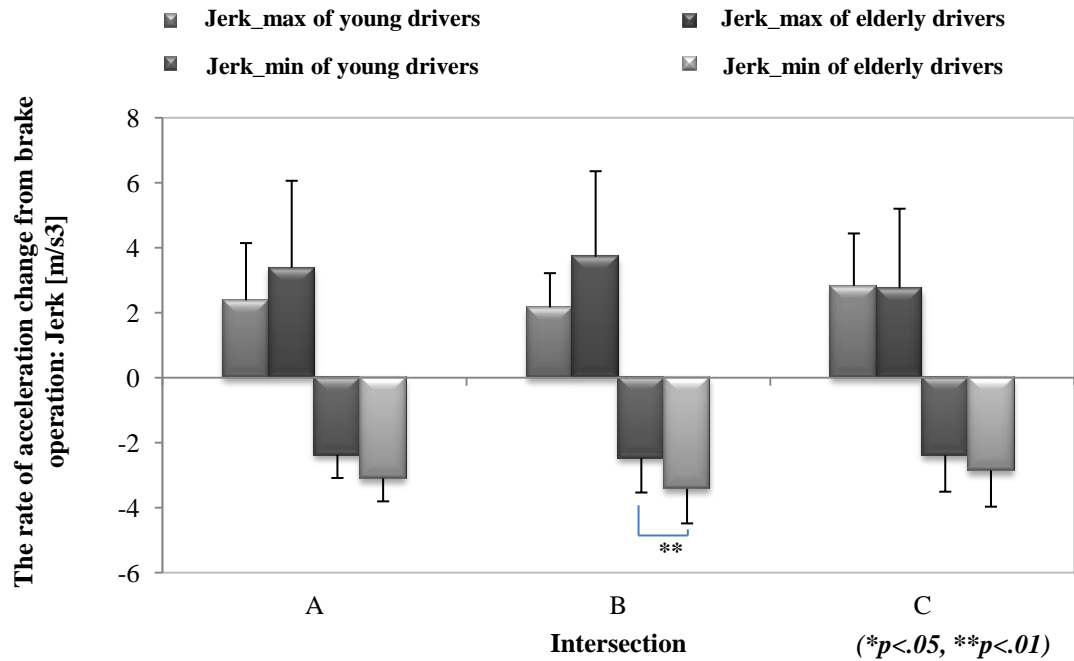 Jerk_max of young drivers
Jerk_max of elderly drivers
Jerk_min of young drivers
Jerk_min of elderly drivers
The rate of acceleration change from brake
operation: Jerk [m/s3]
8
6
4
2
0
-2
-4
-6
**
A
B
C
Intersection
(*p<.05, **p<.01)